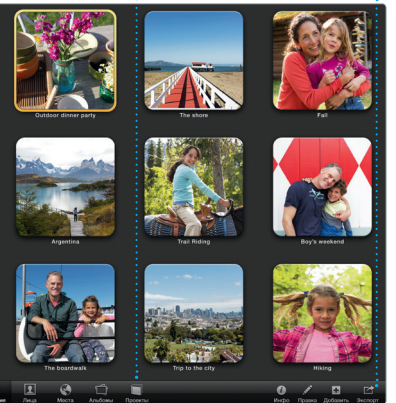 Outdoor dinner party
The shore
Fall
Argentina
Trail Riding
Boy's weekend
The boardwalk
Trip to the city
Hiking
Лица
Места
Альбомы
Проекты
Инфо
Правка
Добавить
Экспорт